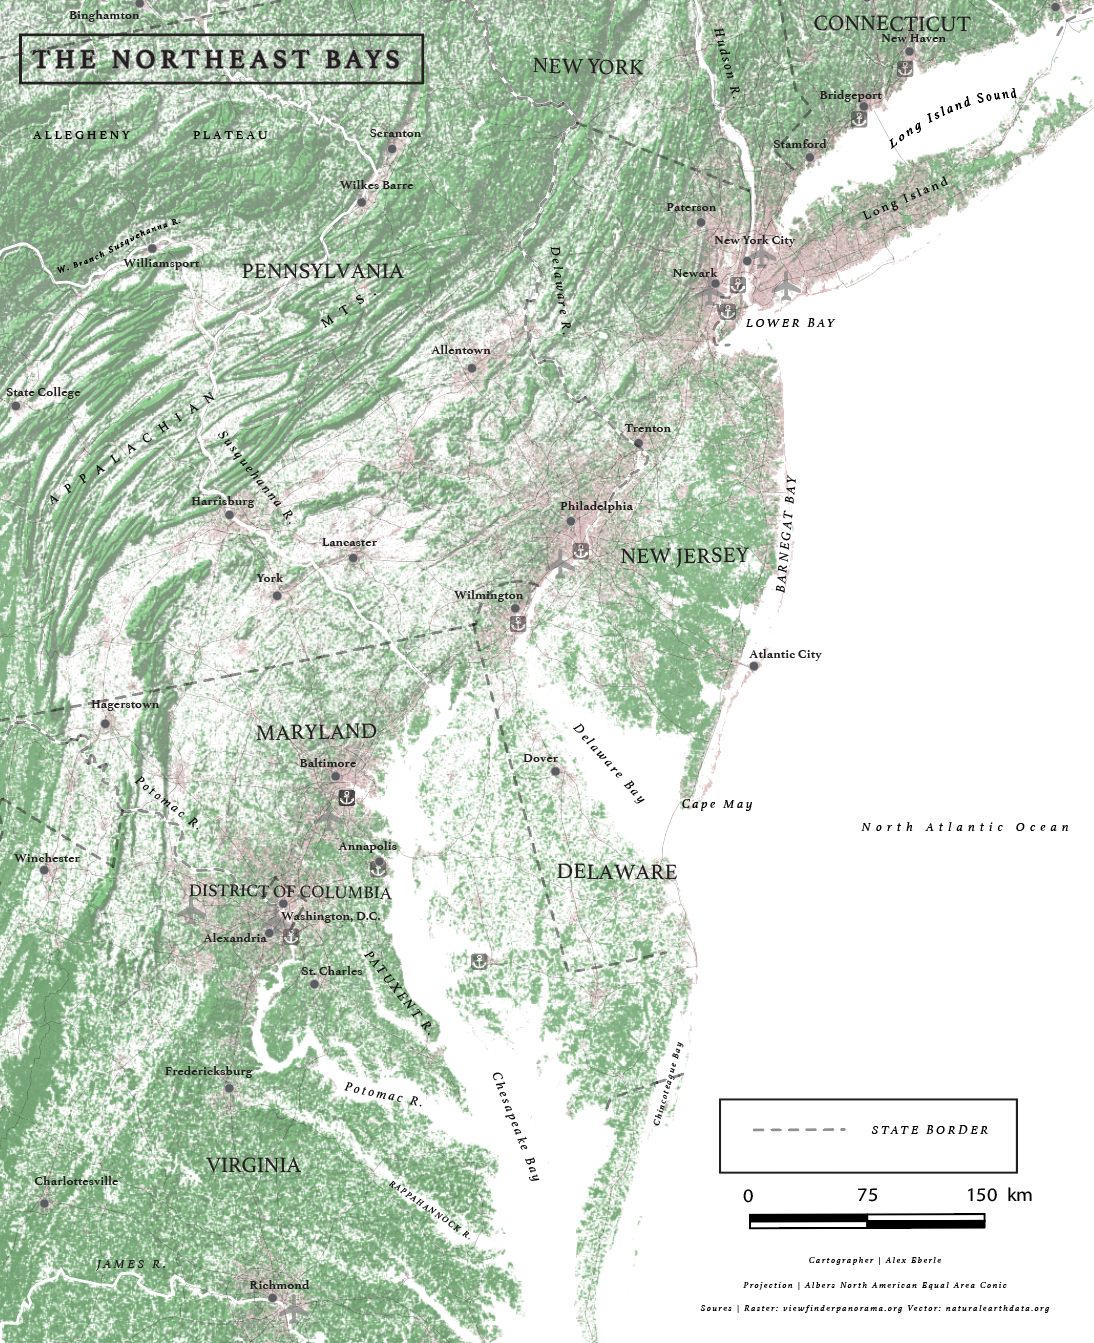 Binghamton
THE NORTHEAST BAYS
NEW YORK
Hudson R.
CONNECTICUT
New Haven
Bridgeport
Long Island Sound
Stamford
Long Island
ALLEGHENY PLATEAU
Scranton
Wilkes Barre
Paterson
New York City
Newark
LOWER BAY
W. Branch Susquehanna R.
Williamsport
PENNSYLVANIA
Delaware R.
APPALACHIAN MTS.
Allentown
State College
Trenton
Susquehanna R.
Harrisburg
Philadelphia
BARNEGAT BAY
Lancaster
NEW JERSEY
York
Wilmington
Atlantic City
Hagerstown
MARYLAND
Delaware Bay
Baltimore
Dover
Potomac R.
Cape May
North Atlantic Ocean
Annapolis
Winchester
DELAWARE
DISTRICT OF COLUMBIA
Washington, D.C.
Alexandria
PATUXENT R.
St. Charles
Fredericksburg
Potomac R.
Chesapeake Bay
Chincoteague Bay
STATE BORDER
VIRGINIA
Charlottesville
RAPPAHANNOCK R.
0 75 150 km
JAMES R.
Richmond
Cartographer | Alex Eberle
Projection | Albers North American Equal Area Conic
Soures | Raster: viewfinderpanorama.org Vector: naturalearthdata.org